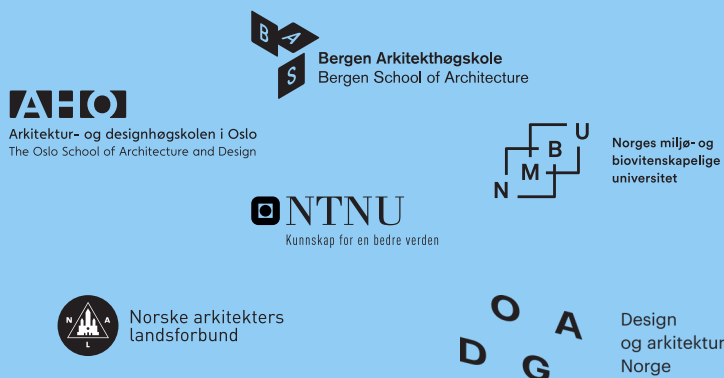 B A S
Bergen Arkitekthøgskole
Bergen School of Architecture
AHO
Arkitektur- og designhøgskolen i Oslo
The Oslo School of Architecture and Design
N M B U
Norges miljø- og
biovitenskapelige
universitet
NTNU
Kunnskap for en bedre verden
N A L
Norske arkitekters
landsforbund
D O G A
Design
og arkitektur
Norge